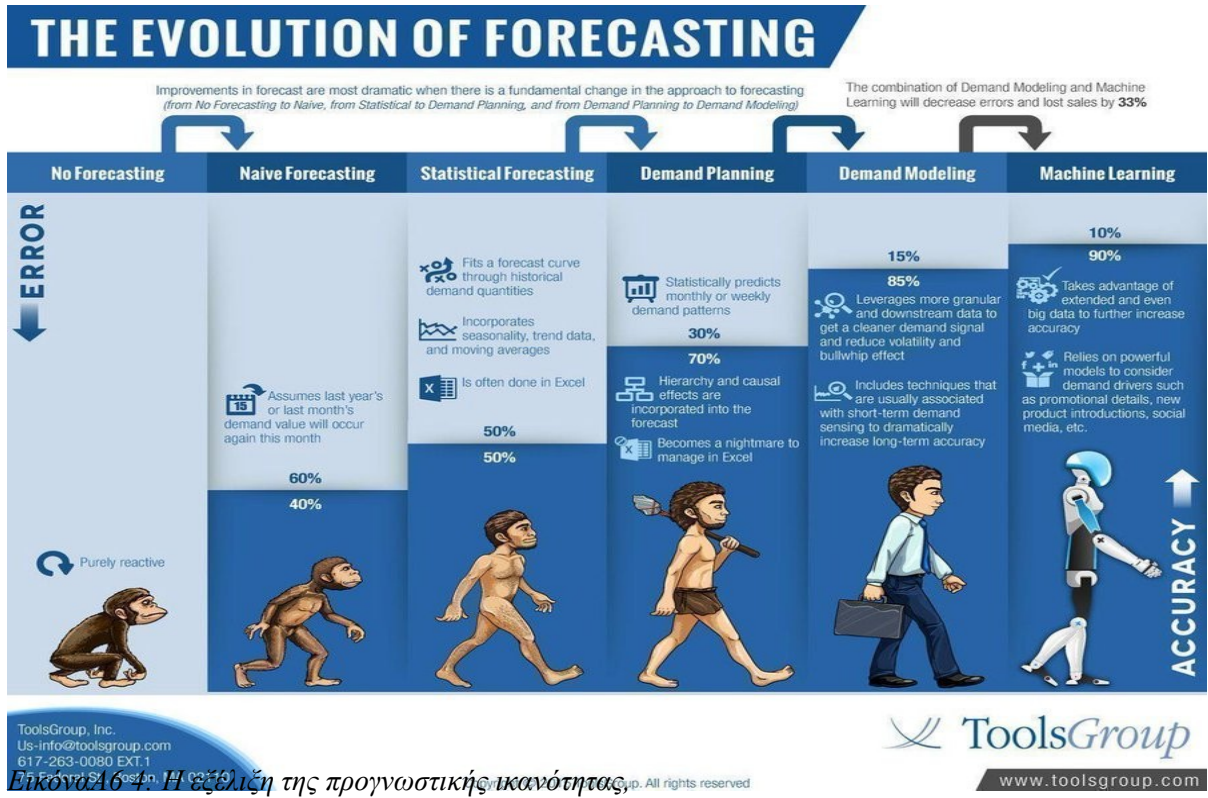 THE EVOLUTION OF FORECASTING
Improvements in forecast are most dramatic when there is a fundamental change in the approach to forecasting
(from No Forecasting to Naive, from Statistical to Demand Planning, and from Demand Planning to Demand Modeling)
The combination of Demand Modeling and Machine
Learning will decrease errors and lost sales by 33%
No Forecasting
Naive Forecasting
Statistical Forecasting
Demand Planning
Demand Modeling
Machine Learning
ERROR
Purely reactive
15
Assumes last year's
or last month's
demand value will occur
again this month
60%
40%
Fits a forecast curve
through historical
demand quantities
Incorporates
seasonality, trend data,
and moving averages
X
Is often done in Excel
50%
50%
Statistically predicts
monthly or weekly
demand patterns
30%
70%
Hierarchy and causal
effects are
incorporated into the
forecast
X
Becomes a nightmare to
manage in Excel
15%
85%
Leverages more granular
and downstream data to
get a cleaner demand signal
and reduce volatility and
bullwhip effect
Includes techniques that
are usually associated
with short-term demand
sensing to dramatically
increase long-term accuracy
10%
90%
Takes advantage of
extended and even
big data to further increase
accuracy
Relies on powerful
models to consider
demand drivers such
as promotional details, new
product introductions, social
media, etc.
ACCURACY
ToolsGroup, Inc.
Us-info@toolsgroup.com
617-263-0080 EXT.1
75 Federal St, Boston, MA
ΕικόναΑ6 4: Η εξέλιξη της προγνωστικής ικανότητας,
All rights reserved
ToolsGroup
www.toolsgroup.com